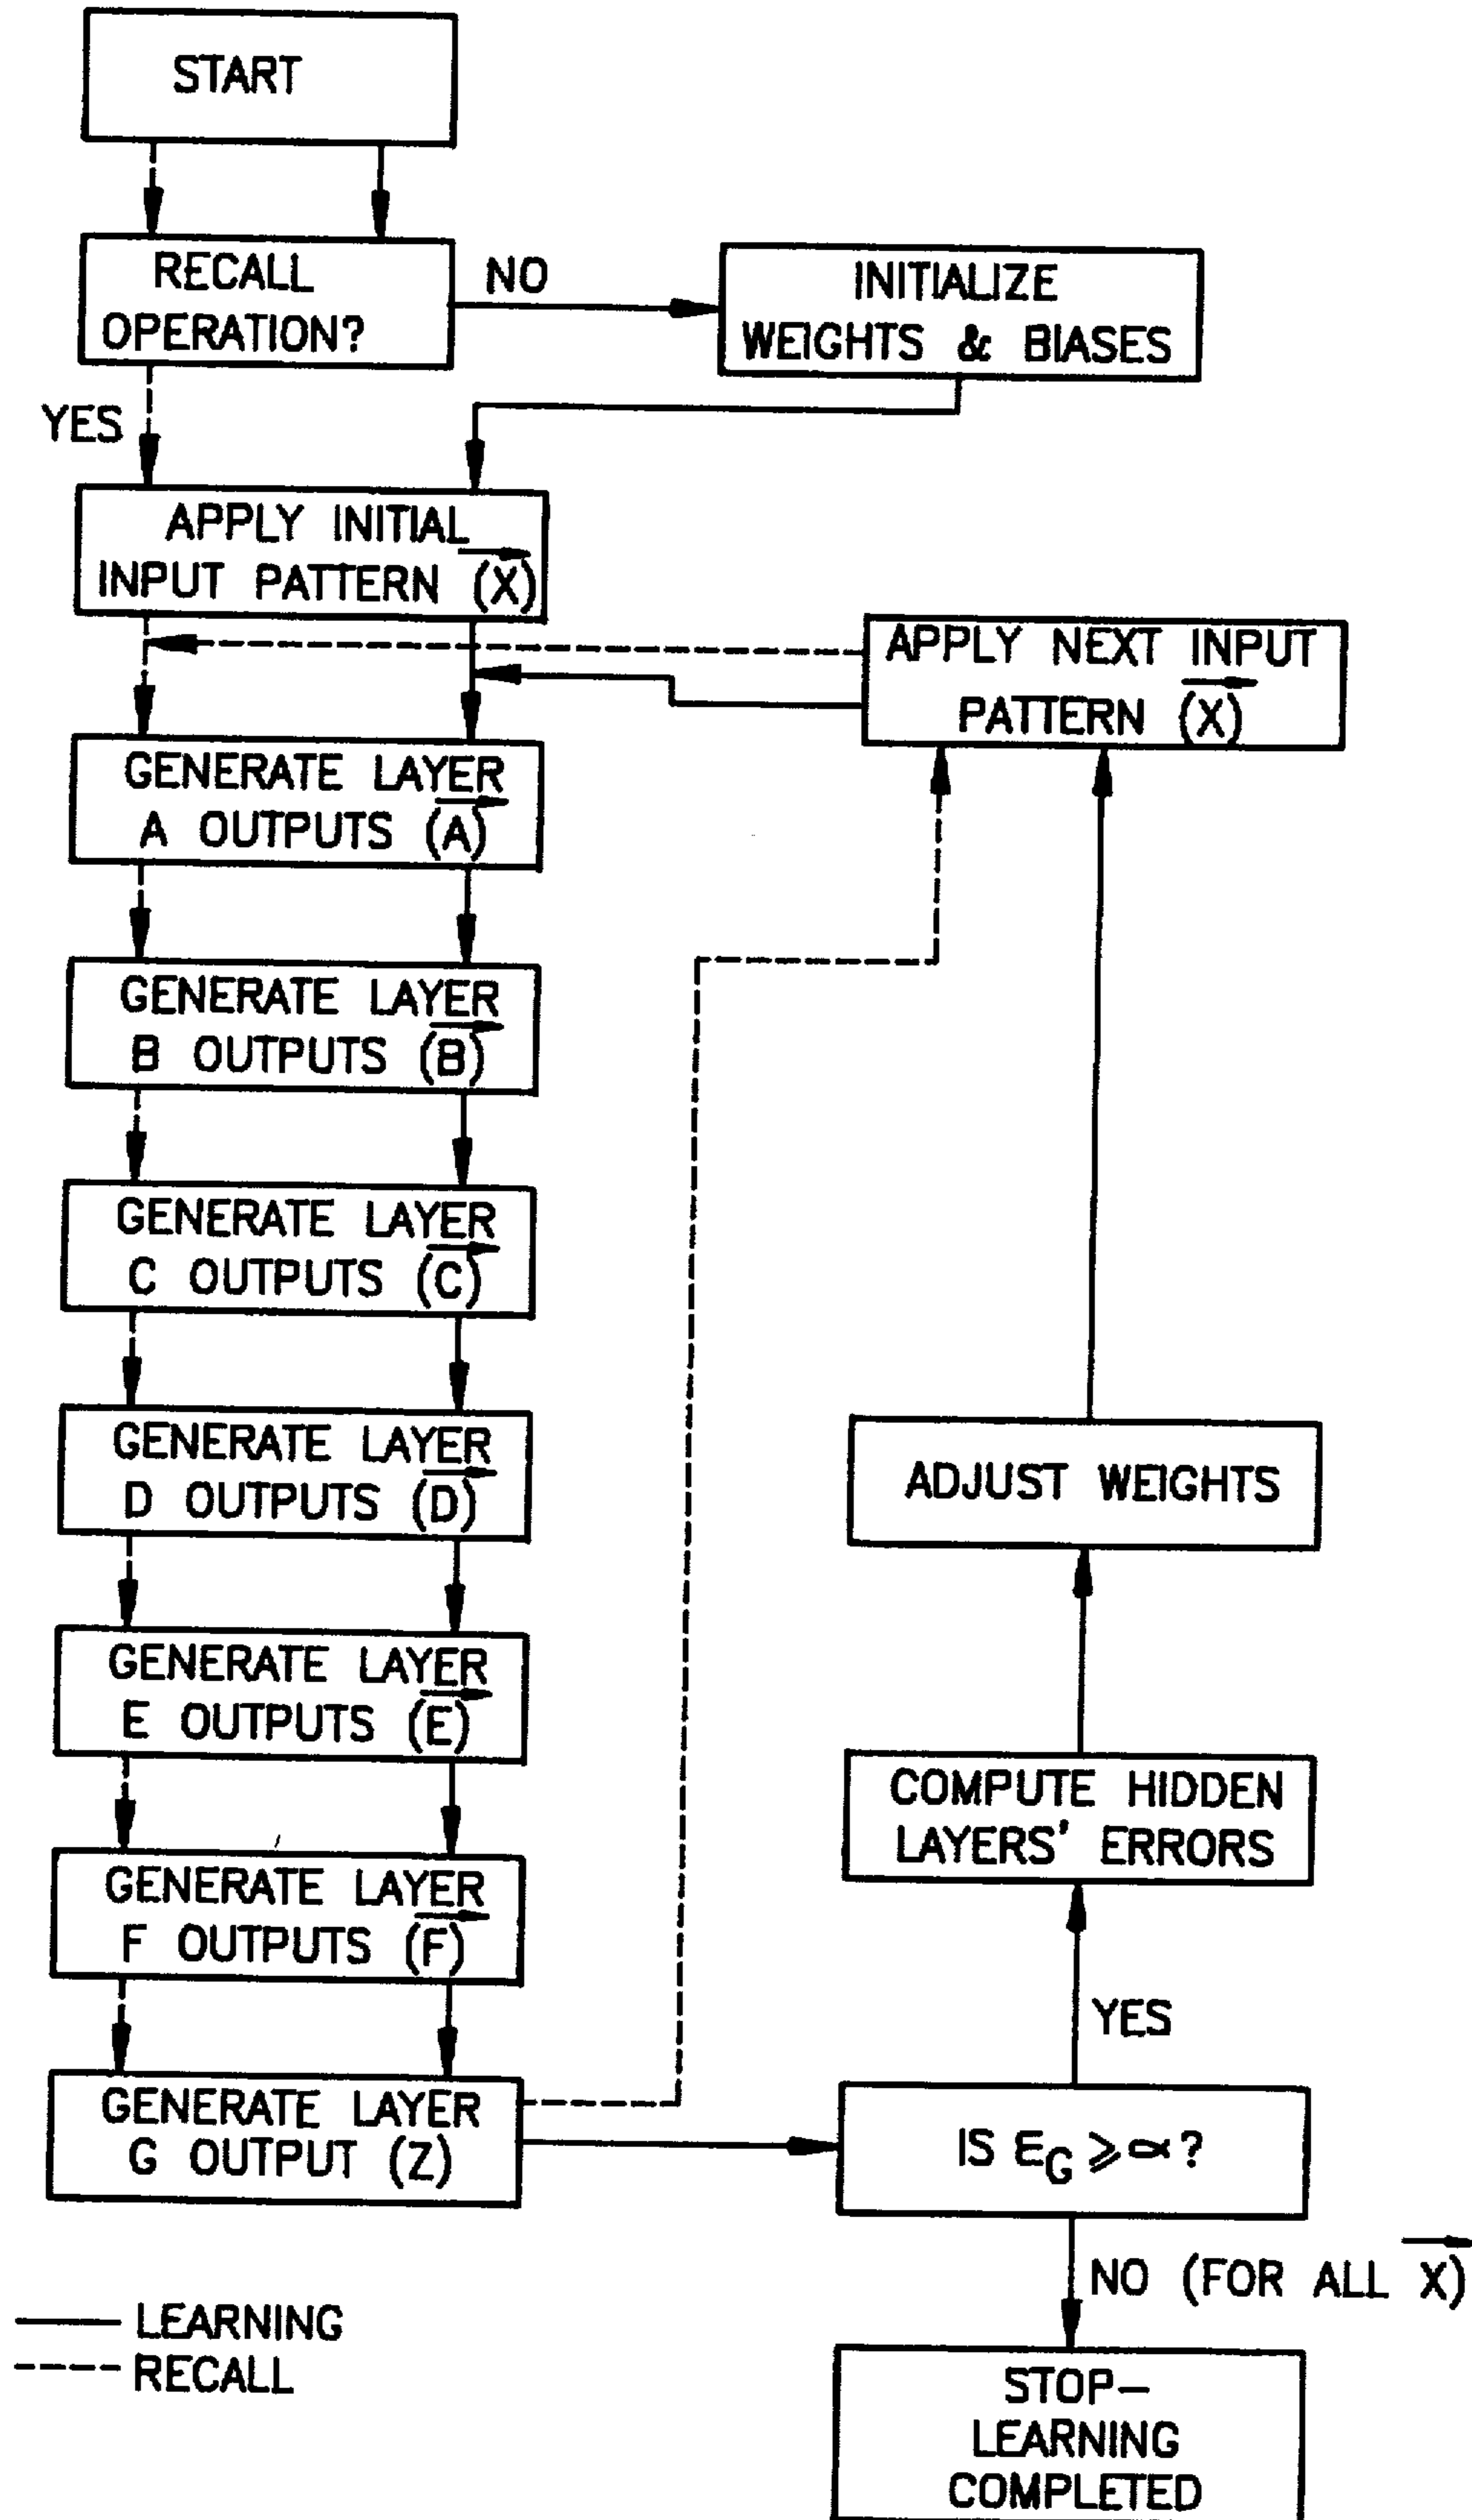 START
RECALL
OPERATION?
NO
INITIALIZE
WEIGHTS & BIASES
YES
APPLY INITIAL
INPUT PATTERN (X)
APPLY NEXT INPUT
PATTERN (X)
GENERATE LAYER
A OUTPUTS (A)
GENERATE LAYER
B OUTPUTS (B)
GENERATE LAYER
C OUTPUTS (C)
GENERATE LAYER
D OUTPUTS (D)
ADJUST WEIGHTS
GENERATE LAYER
E OUTPUTS (E)
COMPUTE HIDDEN
LAYERS' ERRORS
GENERATE LAYER
F OUTPUTS (F)
YES
GENERATE LAYER
G OUTPUT (Z)
IS ε_G ⩾ α ?
NO (FOR ALL X)
LEARNING
RECALL
STOP-
LEARNING
COMPLETED